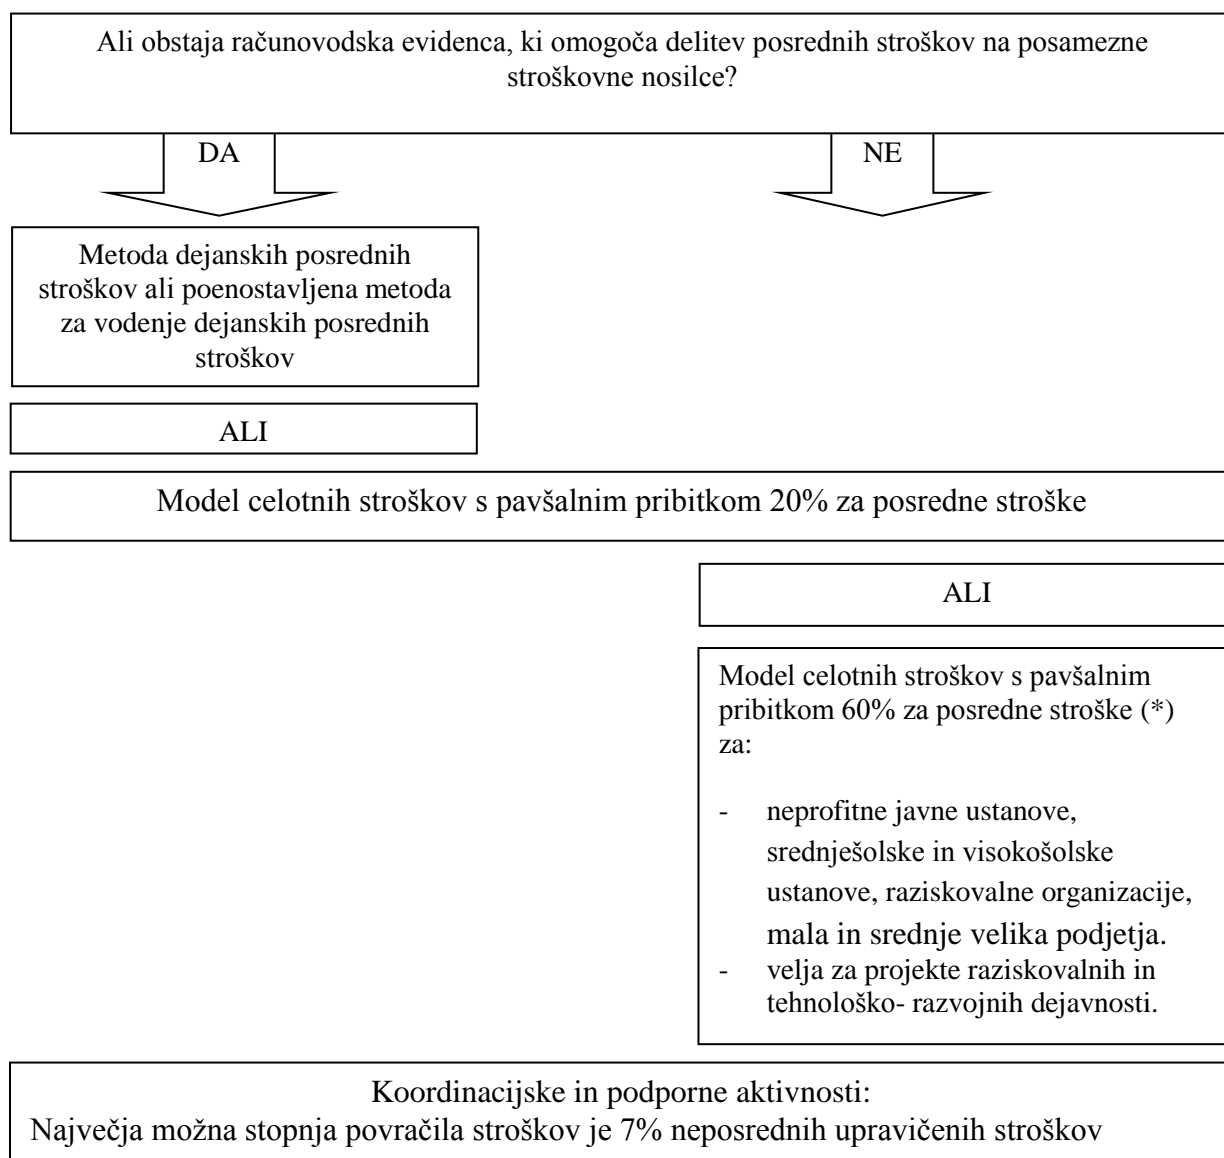 Ali obstaja računovodska evidenca, ki omogoča delitev posrednih stroškov na posamezne
stroškovne nosilce?
DA
NE
Metoda dejanskih posrednih
stroškov ali poenostavljena metoda
za vodenje dejanskih posrednih
stroškov
ALI
Model celotnih stroškov s pavšalnim pribitkom 20% za posredne stroške
ALI
Model celotnih stroškov s pavšalnim
pribitkom 60% za posredne stroške (*)
za:
- neprofitne javne ustanove,
srednješolske in visokošolske
ustanove, raziskovalne organizacije,
mala in srednje velika podjetja.
- velja za projekte raziskovalnih in
tehnološko- razvojnih dejavnosti.
Koordinacijske in podporne aktivnosti:
Največja možna stopnja povračila stroškov je 7% neposrednih upravičenih stroškov